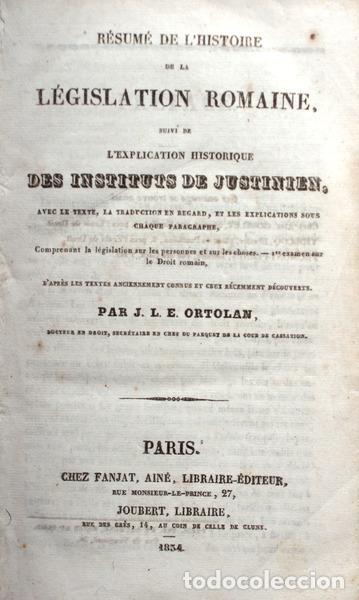 RÉSUMÉ DE L'HISTOIRE
DE LA
LÉGISLATION ROMAINE,
SUIVI DE
L'EXPLICATION HISTORIQUE
DES INSTITUTS DE JUSTINIEN,
AVEC LE TEXTE, LA TRADUCTION EN REGARD, ET LES EXPLICATIONS SOUS
CHAQUE PARAGRAPHE,
Comprenant la législation sur les personnes et sur les choses. — 1er examen sur
le Droit romain,
D'APRÈS LES TEXTES ANCIENNEMENT CONNUS ET CEUX RÉCEMMENT DÉCOUVERTS.
PAR J. L. E. ORTOLAN,
DOCTEUR EN DROIT, SECRÉTAIRE EN CHEF DU PARQUET DE LA COUR DE CASSATION.
PARIS.
CHEZ FANJAT, AINÉ, LIBRAIRE-ÉDITEUR,
RUE MONSIEUR-LE-PRINCE, 27,
JOUBERT, LIBRAIRE,
RUE DES GRÈS, 14, AU COIN DE CELLE DE CLUNY.
1834
todocoleccion.net